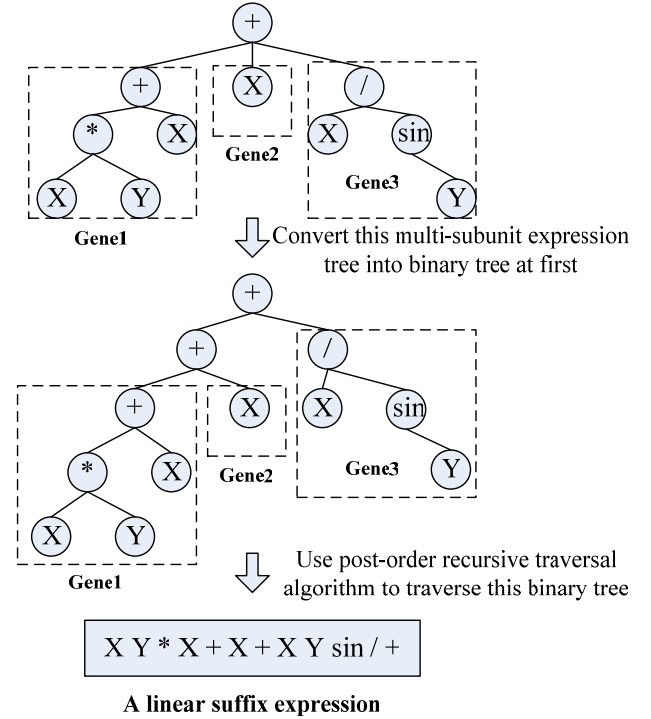 +
+ X /
* X X sin
Gene2
X Y Gene3 Y
Gene1
Convert this multi-subunit expression
tree into binary tree at first
+
+ /
+ X X sin
* X Gene2 Gene3 Y
X Y
Gene1
Use post-order recursive traversal
algorithm to traverse this binary tree
X Y * X + X + X Y sin / +
A linear suffix expression